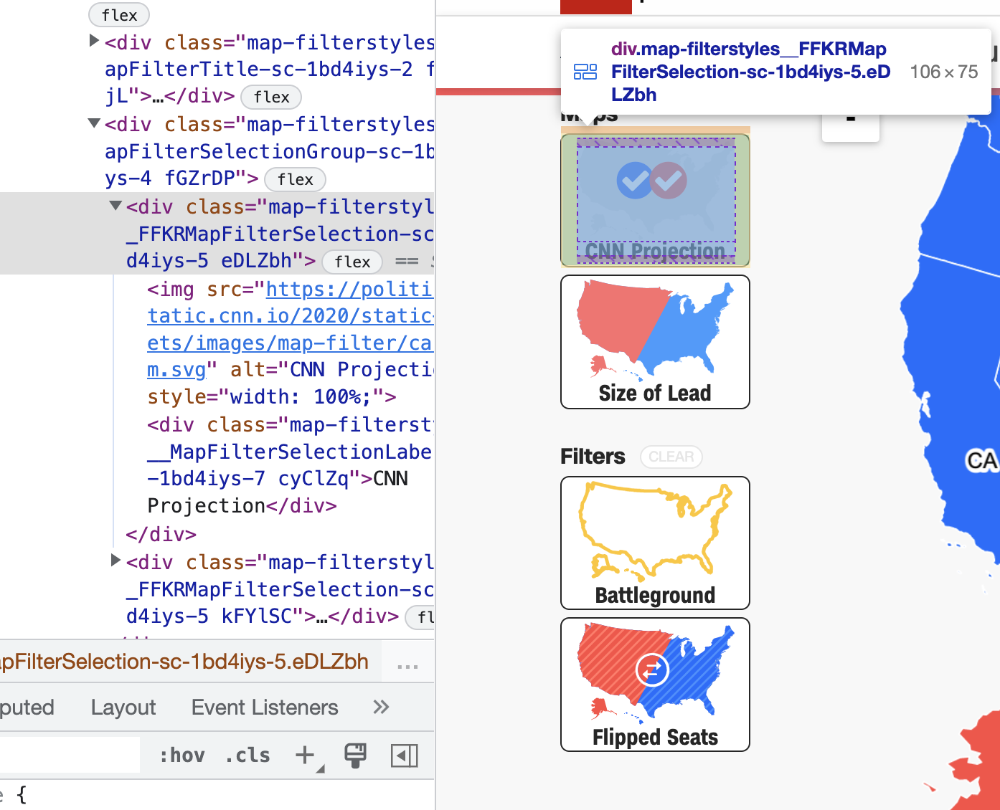 flex
<div class="map-filterstyles
apFilterTitle-sc-1bd4iys-2 f
jL">…</div> flex
<div class="map-filterstyles
apFilterSelectionGroup-sc-1b
ys-4 fGZrDP"> flex
<div class="map-filterstyl
_FFKRMapFilterSelection-sc
d4iys-5 eDLZbh"> flex ==
<img src="https://politi
tatic.cnn.io/2020/static-
ets/images/map-filter/ca
m.svg" alt="CNN Projecti
style="width: 100%;">
<div class="map-filterst
__MapFilterSelectionLabe
-1bd4iys-7 cyClZq">CNN
Projection</div>
</div>
<div class="map-filterstyl
_FFKRMapFilterSelection-sc
d4iys-5 kFYlSC">…</div> fl
apFilterSelection-sc-1bd4iys-5.eDLZbh ...
puted Layout Event Listeners »
:hov .cls +
e {
div.map-filterstyles__FFKRMap
FilterSelection-sc-1bd4iys-5.eD
LZbh
106×75
Maps
CNN Projection
Size of Lead
Filters CLEAR
Battleground
Flipped Seats
CA